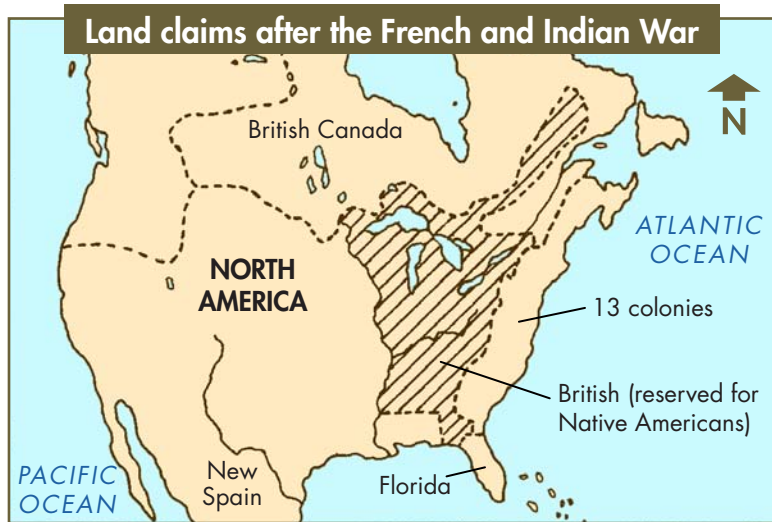 Land claims after the French and Indian War
British Canada
N
ATLANTIC
OCEAN
NORTH
AMERICA
13 colonies
British (reserved for
Native Americans)
PACIFIC
OCEAN
New
Spain
Florida